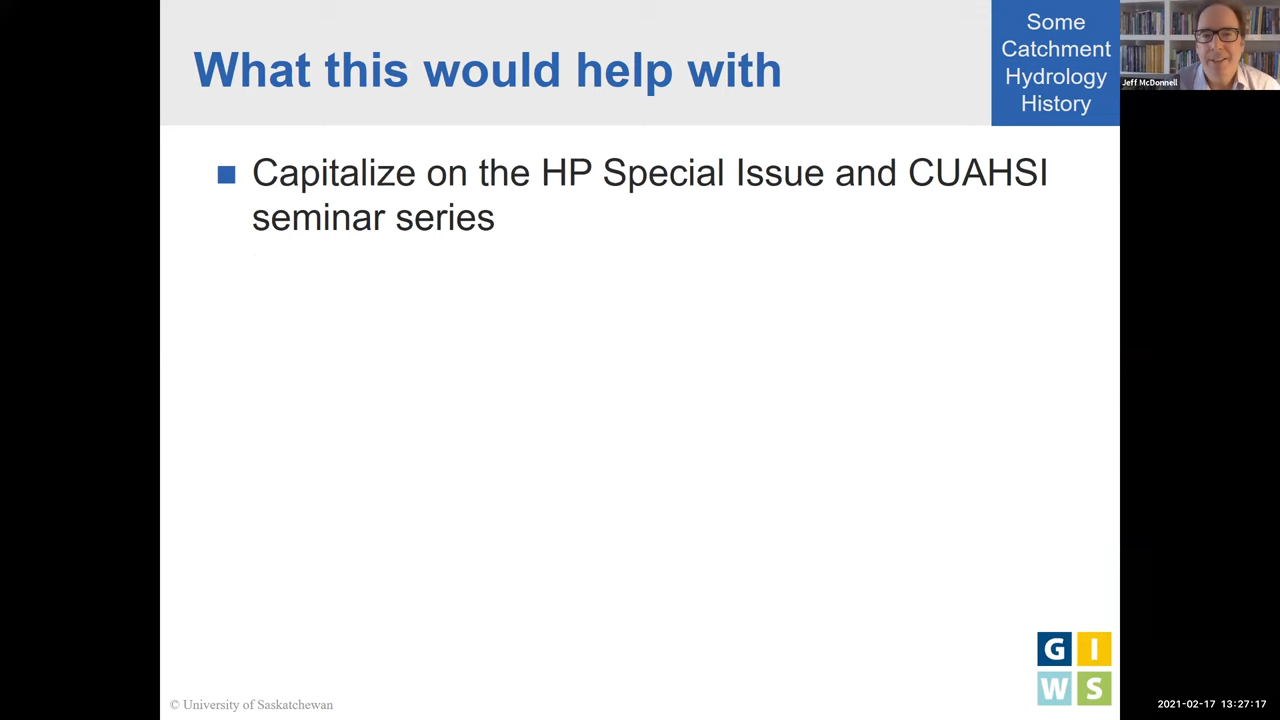 What this would help with
Some
Catchment
Hydrology
History
Jeff McDonnell
Capitalize on the HP Special Issue and CUAHSI
seminar series
G I
W S
© University of Saskatchewan
2021-02-17 13:27:17